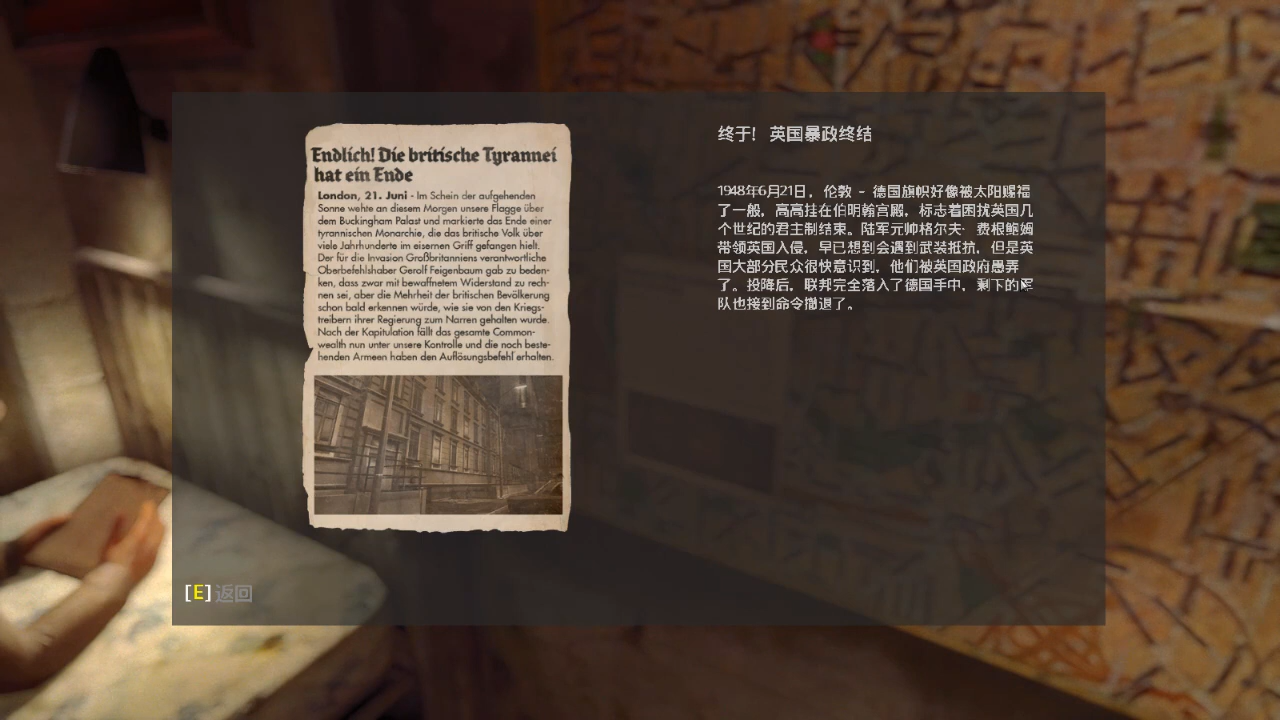 Endlich! Die britische Tyrannei
hat ein Ende
London, 21. Juni - Im Schein der aufgehenden
Sonne wehte an diesem Morgen unsere Flagge über
dem Buckingham Palast und markierte das Ende einer
tyrannischen Monarchie, die das britische Volk über
viele Jahrhunderte im eisernen Griff gefangen hielt.
Der für die Invasion Großbritanniens verantwortliche
Oberbefehlshaber Gerolf Feigenbaum gab zu beden-
ken, dass zwar mit bewaffnetem Widerstand zu rech-
nen sei, aber die Mehrheit der britischen Bevölkerung
schon bald erkennen würde, wie sie von den Kriegs-
treibern ihrer Regierung zum Narren gehalten wurde.
Nach der Kapitulation fällt das gesamte Common-
wealth nun unter unsere Kontrolle und die noch beste-
henden Armeen haben den Auflösungsbefehl erhalten.
终于! 英国暴政终结
1948年6月21日, 伦敦 - 德国旗帜好像被太阳赐福
了一般, 高高挂在伯明翰宫殿, 标志着困扰英国几
个世纪的君主制结束。陆军元帅格尔夫· 费根鲍姆
带领英国入侵, 早已想到会遇到武装抵抗, 但是英
国大部分民众很快意识到, 他们被英国政府愚弄
了。投降后, 联邦完全落入了德国手中, 剩下的军
队也接到命令撤退了。
[E]返回